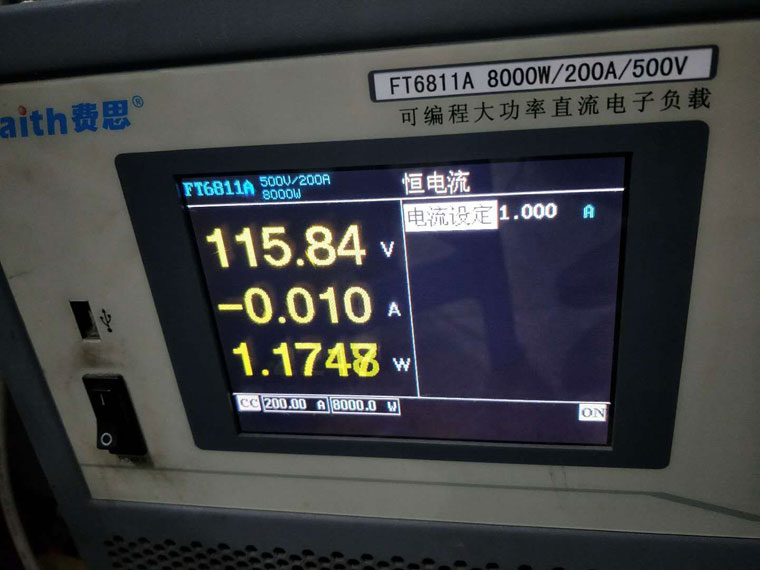 FT6811A 8000W/200A/500V
aith费思®
可编程大功率直流电子负载
FT6811A 500V/200A 8000W
恒电流
电流设定 1.000 A
115.84 V
-0.010 A
W
CC 200.00 A 8000.0 W
ON